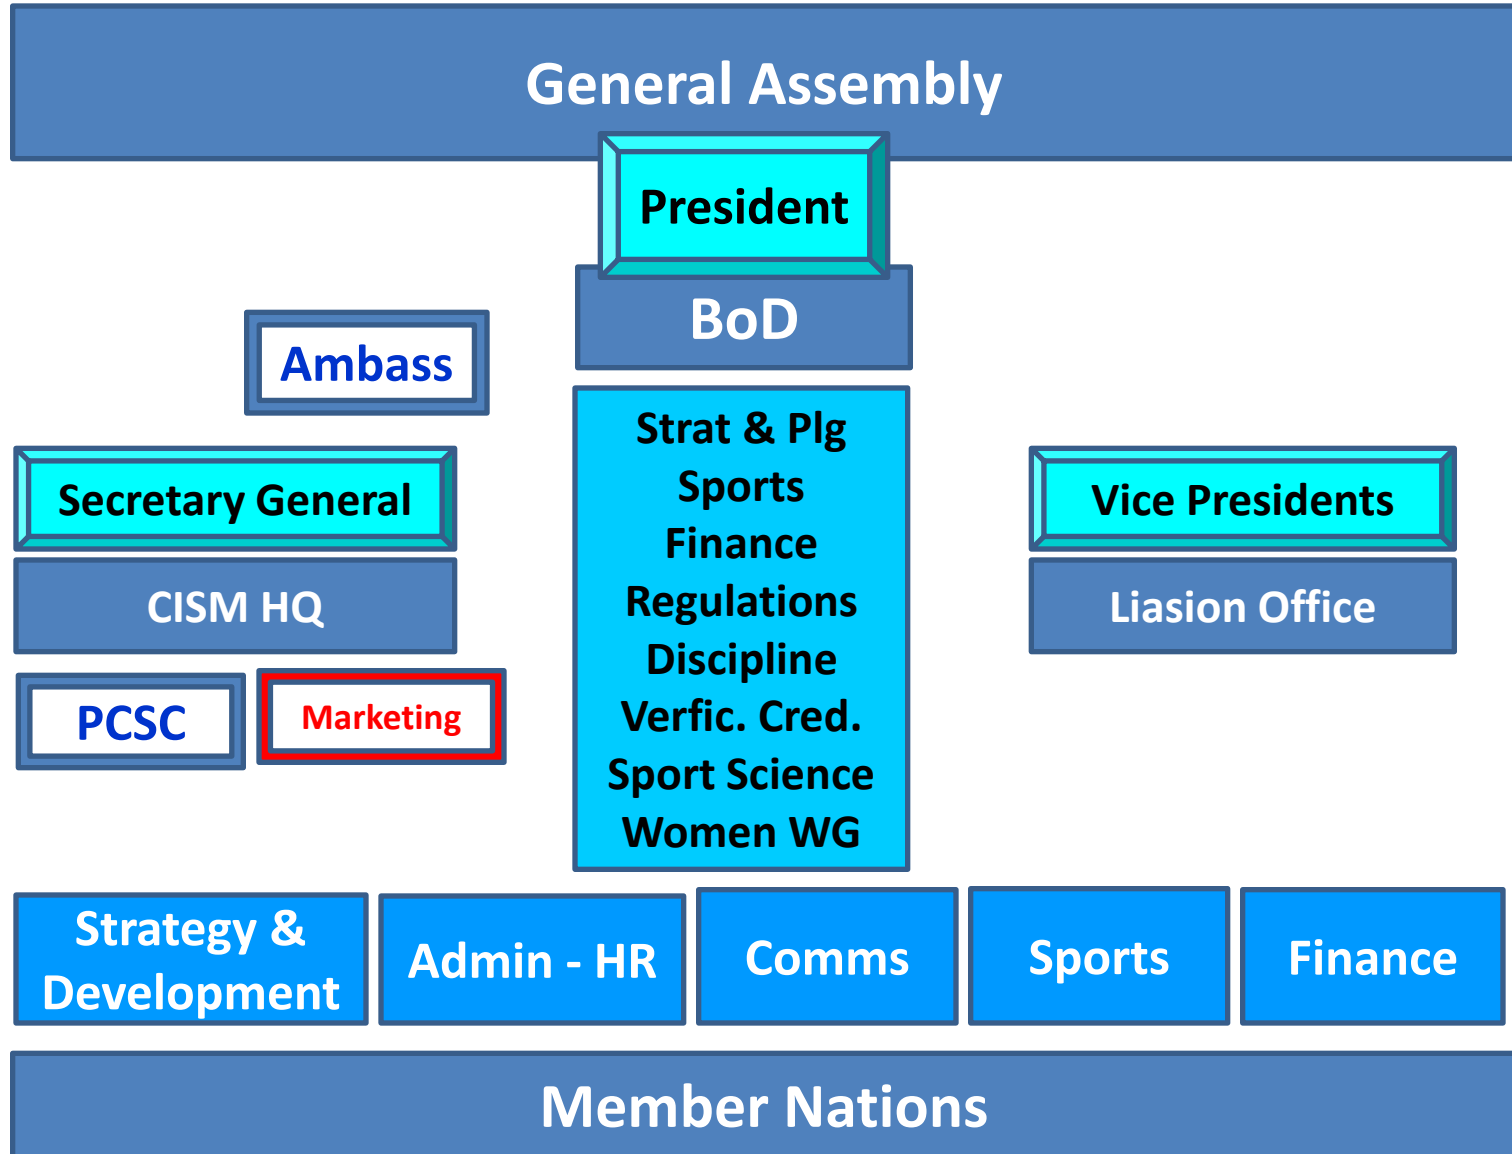 General Assembly
President
BoD
Ambass
Strat & Plg
Sports
Finance
Regulations
Discipline
Verfic. Cred.
Sport Science
Women WG
Secretary General
CISM HQ
PCSC
Marketing
Vice Presidents
Liasion Office
Strategy &
Development
Admin - HR
Comms
Sports
Finance
Member Nations